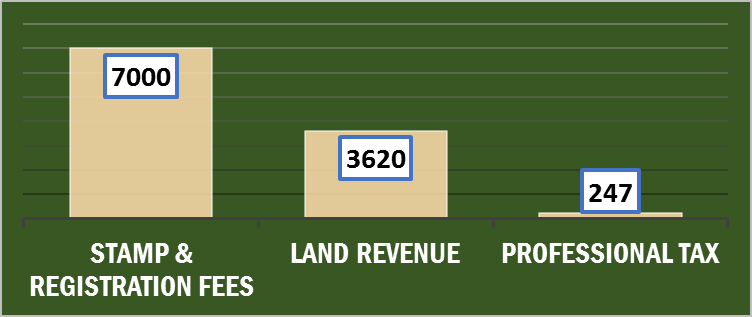 7000
3620
247
STAMP &
REGISTRATION FEES
LAND REVENUE
PROFESSIONAL TAX